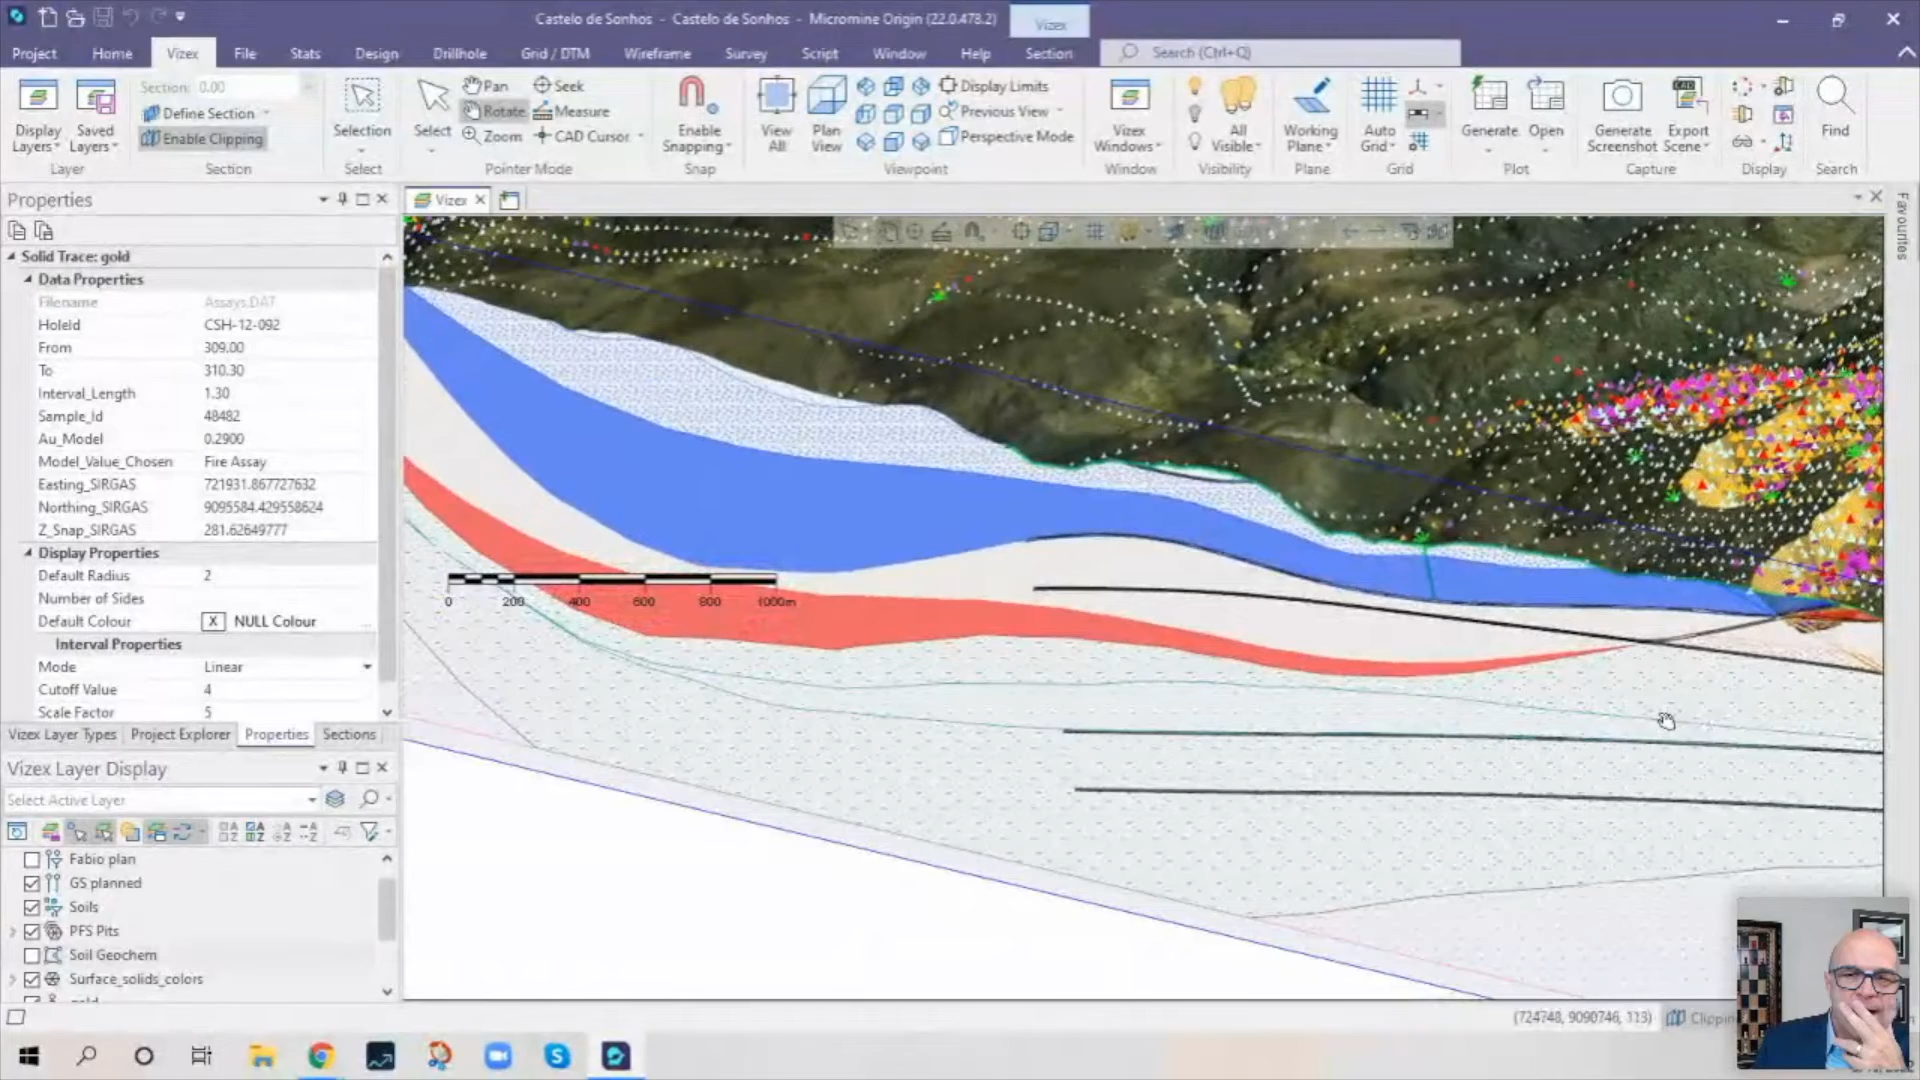 Castelo de Sonhos - Castelo de Sonhos - Micromine Origin (22.0.478.2)
Vizex
Project Home Vizex File Stats Design Drillhole Grid / DTM Wireframe Survey Script Window Help Section Search (Ctrl+Q)
Section: 0.00
Define Section
Enable Clipping
Display Layers
Saved Layers
Selection
Select
Pan
Rotate
Zoom
Seek
Measure
CAD Cursor
Enable Snapping
View All
Plan View
Display Limits
Previous View
Perspective Mode
Vizex Windows
All Visible
Working Plane
Auto Grid
Generate
Open
Generate Screenshot
Export Scene
Find
Layer Section Select Pointer Mode Snap Viewpoint Window Visibility Plane Grid Plot Capture Display Search
Properties
Vizex
Favourites
Solid Trace: gold
Data Properties
Filename Assays.DAT
HoleId CSH-12-092
From 309.00
To 310.30
Interval_Length 1.30
Sample_Id 48482
Au_Model 0.2900
Model_Value_Chosen Fire Assay
Easting_SIRGAS 721931.867727632
Northing_SIRGAS 9095584.429558624
Z_Snap_SIRGAS 281.62649777
Display Properties
Default Radius 2
Number of Sides
Default Colour X NULL Colour
Interval Properties
Mode Linear
Cutoff Value 4
Scale Factor 5
0 200 400 600 800 1000m
Vizex Layer Types Project Explorer Properties Sections
Vizex Layer Display
Select Active Layer
Fabio plan
GS planned
Soils
PFS Pits
Soil Geochem
Surface_solids_colors
gold
(724748, 9090746, 113)